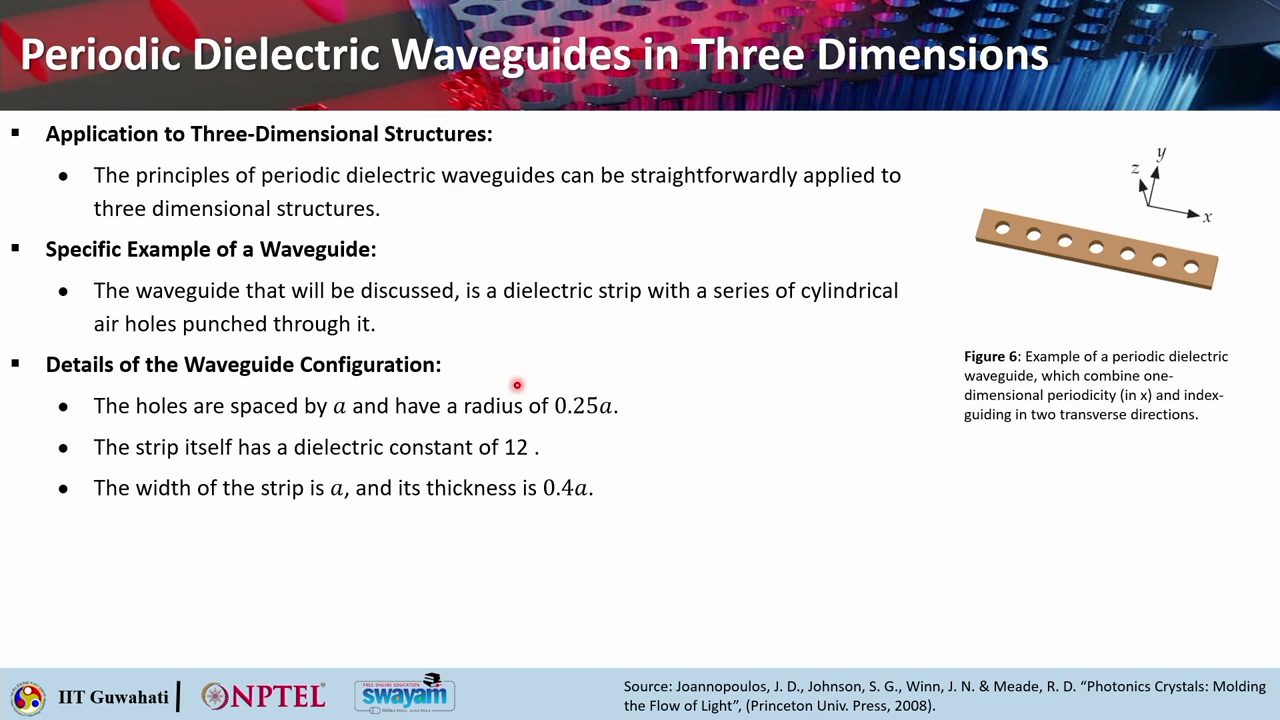 Periodic Dielectric Waveguides in Three Dimensions
▪ Application to Three-Dimensional Structures:
• The principles of periodic dielectric waveguides can be straightforwardly applied to
three dimensional structures.
▪ Specific Example of a Waveguide:
• The waveguide that will be discussed, is a dielectric strip with a series of cylindrical
air holes punched through it.
▪ Details of the Waveguide Configuration:
• The holes are spaced by a and have a radius of 0.25a.
• The strip itself has a dielectric constant of 12 .
• The width of the strip is a, and its thickness is 0.4a.
y
z
x
Figure 6: Example of a periodic dielectric
waveguide, which combine one-
dimensional periodicity (in x) and index-
guiding in two transverse directions.
IIT Guwahati
NPTEL
FREE ONLINE EDUCATION
swayam
Source: Joannopoulos, J. D., Johnson, S. G., Winn, J. N. & Meade, R. D. “Photonics Crystals: Molding
the Flow of Light”, (Princeton Univ. Press, 2008).